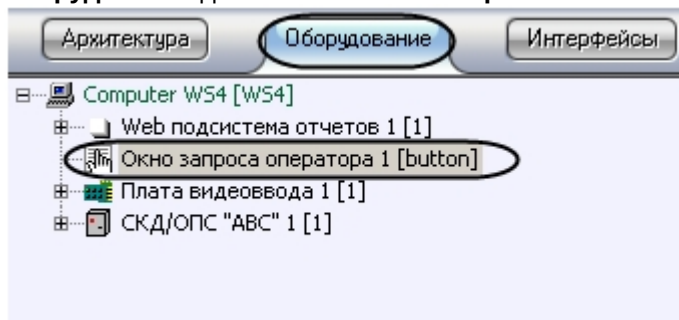 Архитектура Оборудование Интерфейсы
Computer WS4 [WS4]
Web подсистема отчетов 1 [1]
Окно запроса оператора 1 [button]
Плата видеоввода 1 [1]
СКД/ОПС "ABC" 1 [1]